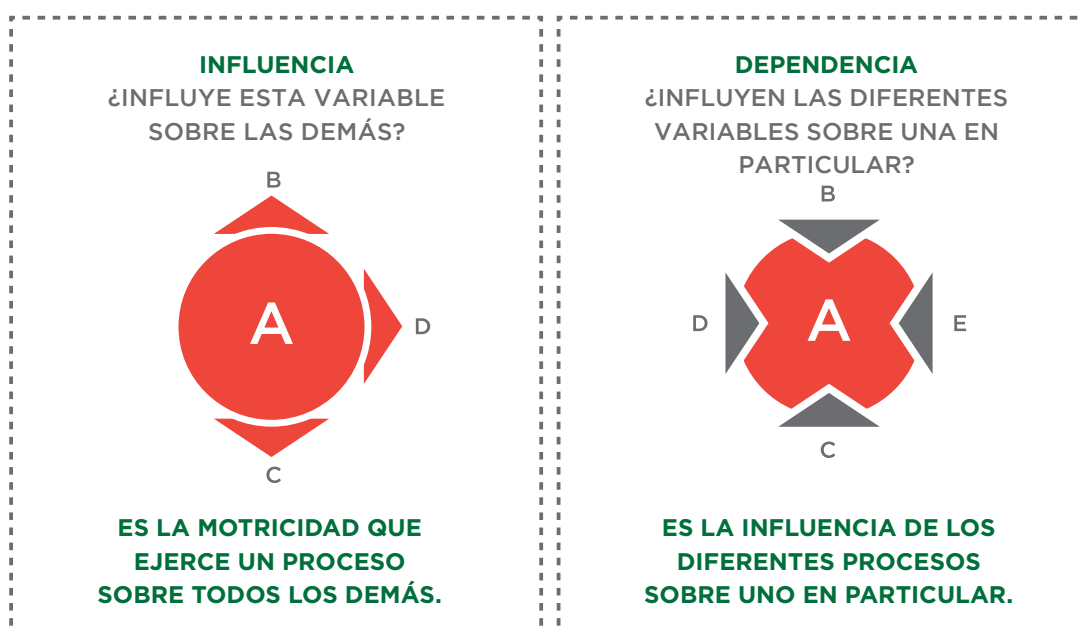 INFLUENCIA
¿INFLUYE ESTA VARIABLE
SOBRE LAS DEMÁS?
B
A
D
C
ES LA MOTRICIDAD QUE
EJERCE UN PROCESO
SOBRE TODOS LOS DEMÁS.
DEPENDENCIA
¿INFLUYEN LAS DIFERENTES
VARIABLES SOBRE UNA EN
PARTICULAR?
B
D
A
E
C
ES LA INFLUENCIA DE LOS
DIFERENTES PROCESOS
SOBRE UNO EN PARTICULAR.